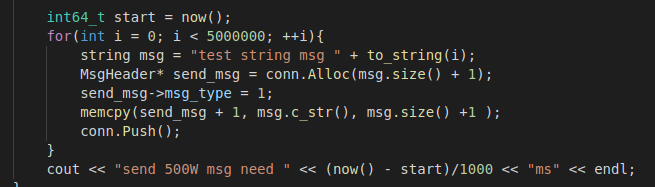 int64_t start = now();
for(int i = 0; i < 5000000; ++i){
string msg = "test string msg " + to_string(i);
MsgHeader* send_msg = conn.Alloc(msg.size() + 1);
send_msg->msg_type = 1;
memcpy(send_msg + 1, msg.c_str(), msg.size() +1 );
conn.Push();
}
cout << "send 500W msg need " << (now() - start)/1000 << "ms" << endl;